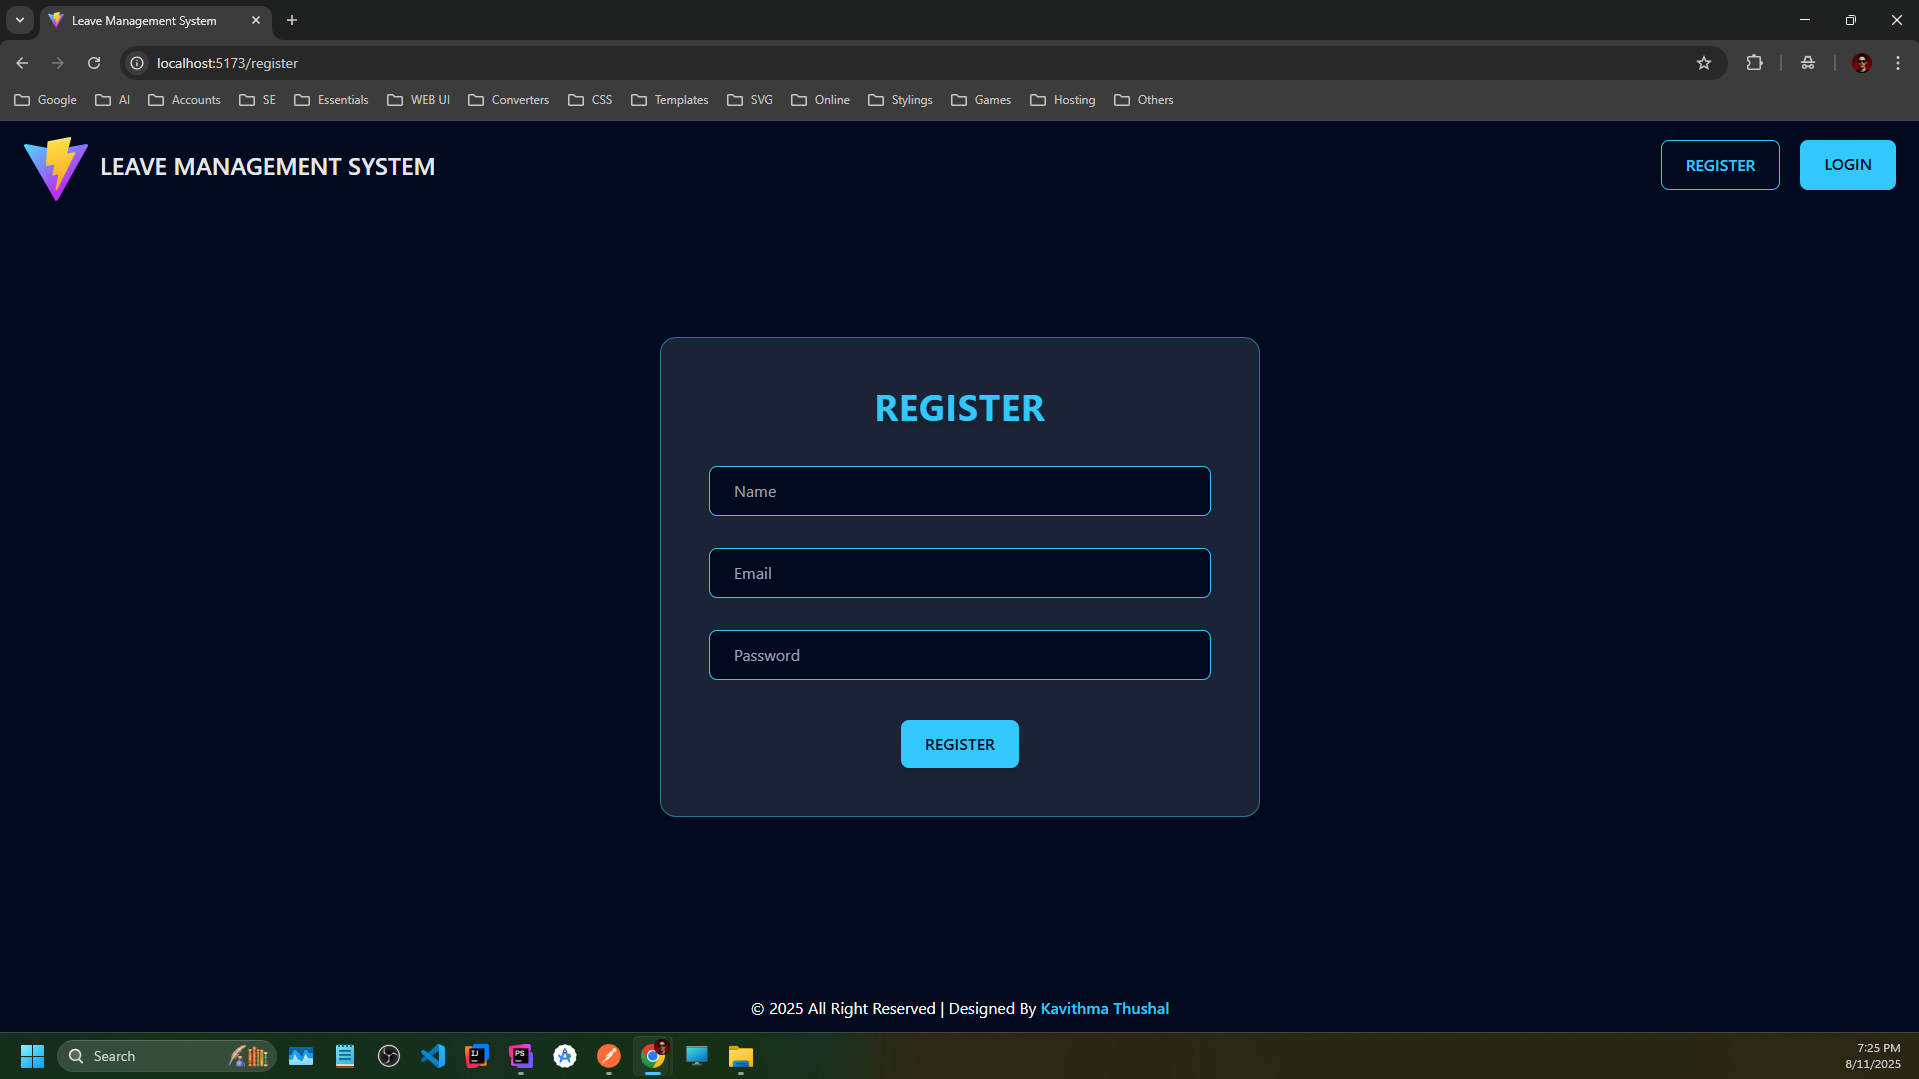 Leave Management System
localhost:5173/register
Google AI Accounts SE Essentials WEB UI Converters CSS Templates SVG Online Stylings Games Hosting Others
LEAVE MANAGEMENT SYSTEM
REGISTER LOGIN
REGISTER
Name
Email
Password
REGISTER
© 2025 All Right Reserved | Designed By Kavithma Thushal
Search
IJ
PS
7:25 PM
8/11/2025